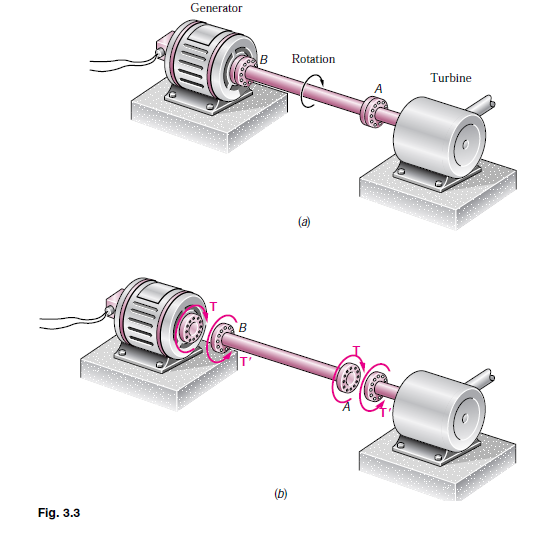 Generator
B
Rotation
A
Turbine
(a)
T
B
T'
T
A
T'
(b)
Fig. 3.3